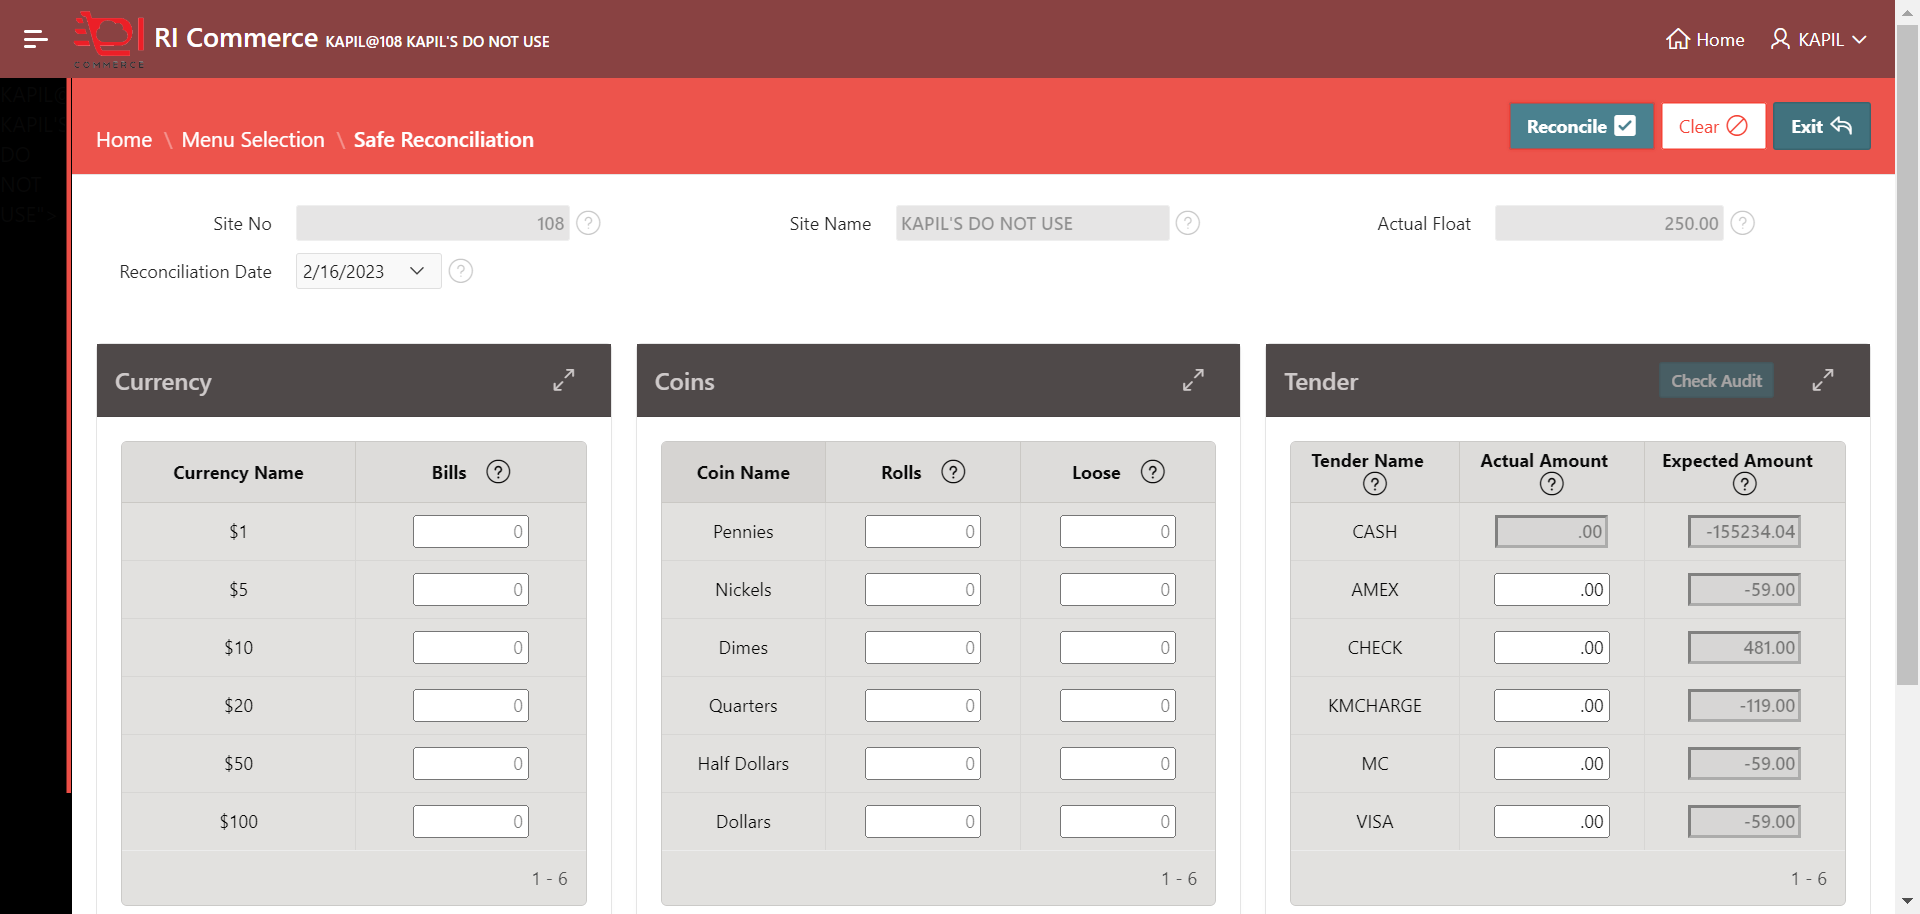 RI Commerce KAPIL@108 KAPIL'S DO NOT USE
Home
KAPIL
COMMERCE
KAPIL@
KAPIL'S
DO
NOT
USE
Home \ Menu Selection \ Safe Reconciliation
Reconcile
Clear
Exit
Site No 108 ?
Site Name KAPIL'S DO NOT USE ?
Actual Float 250.00 ?
Reconciliation Date 2/16/2023 ?
Currency
Currency Name Bills ?
$1 0
$5 0
$10 0
$20 0
$50 0
$100 0
1 - 6
Coins
Coin Name Rolls ? Loose ?
Pennies 0 0
Nickels 0 0
Dimes 0 0
Quarters 0 0
Half Dollars 0 0
Dollars 0 0
1 - 6
Tender
Check Audit
Tender Name ? Actual Amount ? Expected Amount ?
CASH .00 -155234.04
AMEX .00 -59.00
CHECK .00 481.00
KMCHARGE .00 -119.00
MC .00 -59.00
VISA .00 -59.00
1 - 6